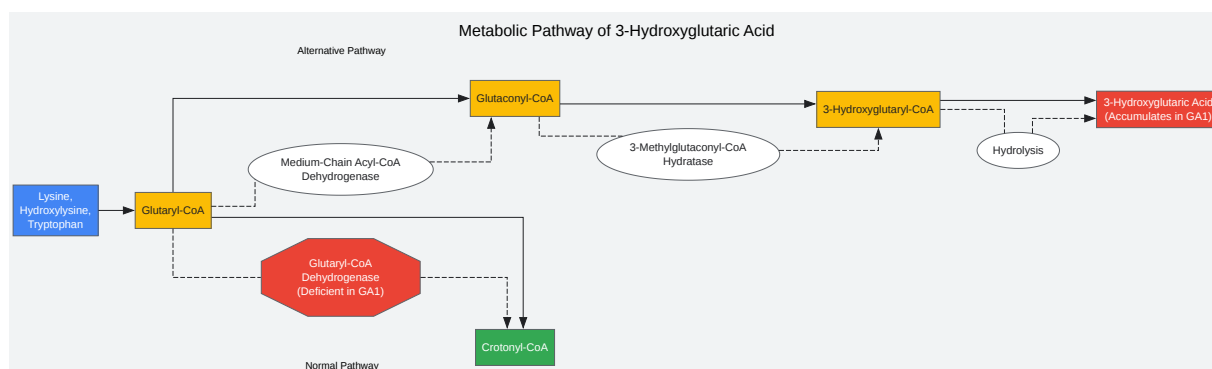 Metabolic Pathway of 3-Hydroxyglutaric Acid
Alternative Pathway
Glutaconyl-CoA
3-Hydroxyglutaryl-CoA
3-Hydroxyglutaric Acid
(Accumulates in GA1)
3-Methylglutaconyl-CoA
Hydratase
Hydrolysis
Medium-Chain Acyl-CoA
Dehydrogenase
Lysine,
Hydroxylysine,
Tryptophan
Glutaryl-CoA
Glutaryl-CoA
Dehydrogenase
(Deficient in GA1)
Crotonyl-CoA
Normal Pathway